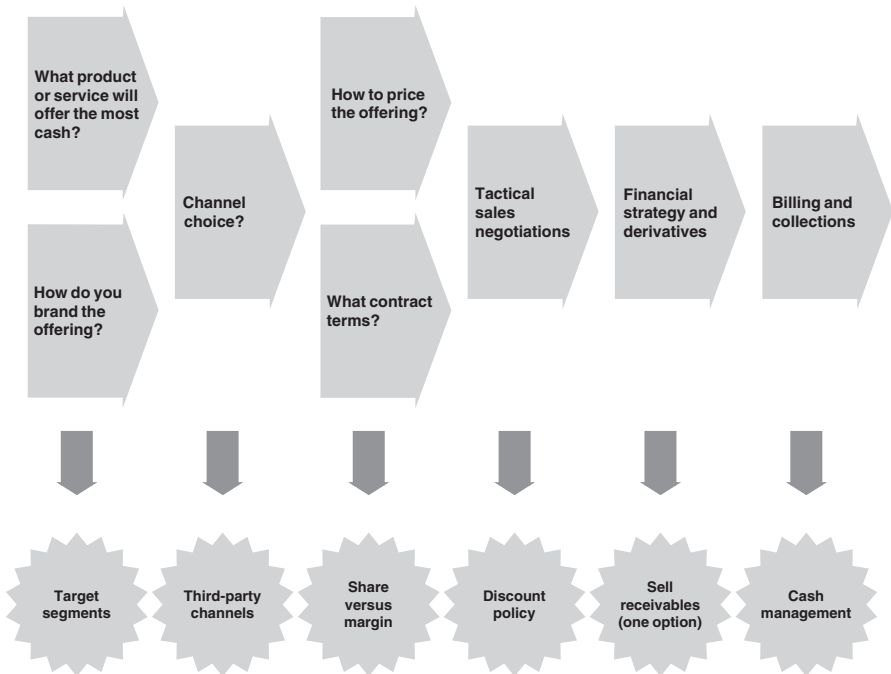 What product
or service will
offer the most
cash?
How do you
brand the
offering?
Channel
choice?
How to price
the offering?
What contract
terms?
Tactical
sales
negotiations
Financial
strategy and
derivatives
Billing and
collections
Target
segments
Third-party
channels
Share
versus
margin
Discount
policy
Sell
receivables
(one option)
Cash
management